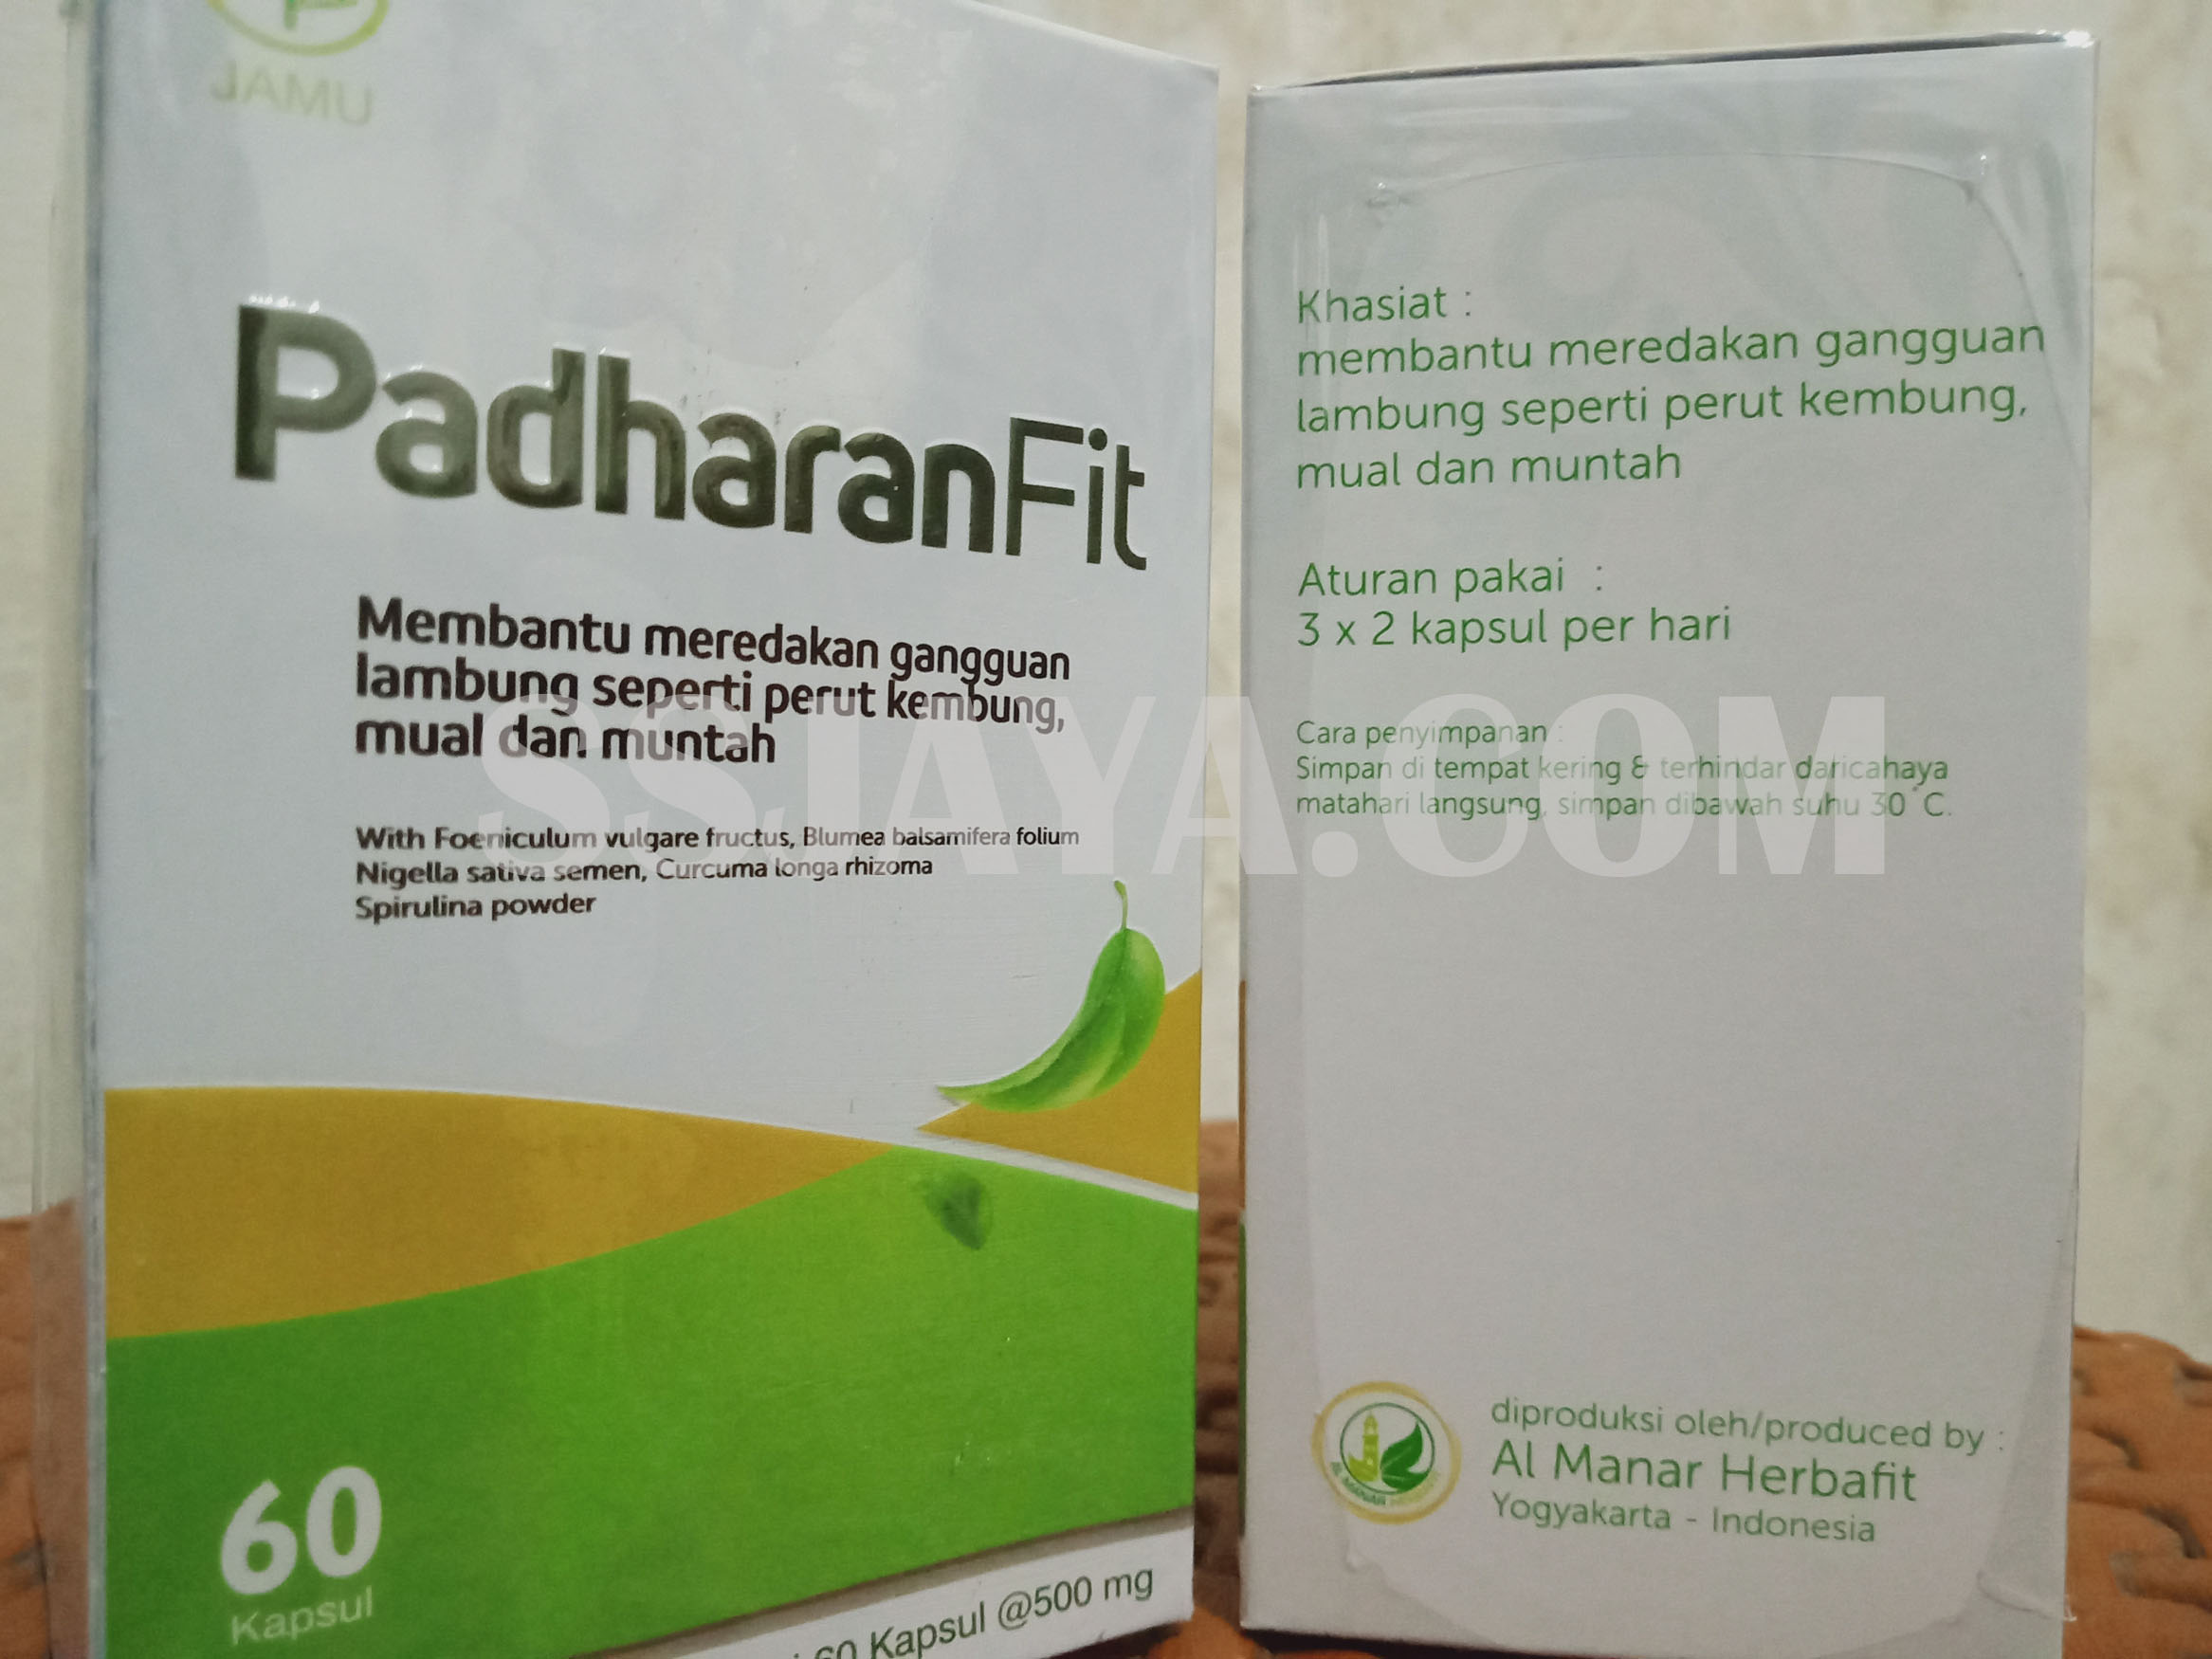 JAMU
PadharanFit
Membantu meredakan gangguan
lambung seperti perut kembung,
mual dan muntah
With Foeniculum vulgare fructus, Blumea balsamifera folium
Nigella sativa semen, Curcuma longa rhizoma
Spirulina powder
60
Kapsul
60 Kapsul @500 mg
Khasiat :
membantu meredakan gangguan
lambung seperti perut kembung,
mual dan muntah
Aturan pakai :
3 x 2 kapsul per hari
Cara penyimpanan :
Simpan di tempat kering & terhindar daricahaya
matahari langsung, simpan dibawah suhu 30°C.
AL MANAR
diproduksi oleh/produced by :
Al Manar Herbafit
Yogyakarta - Indonesia
SSJAYA.COM